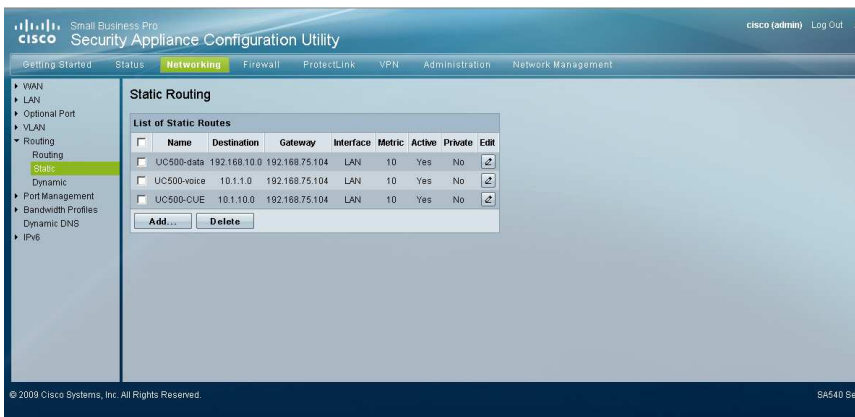 Small Business Pro
cisco Security Appliance Configuration Utility
cisco (admin) Log Out
Getting Started Status Networking Firewall ProtectLink VPN Administration Network Management
WAN
LAN
Optional Port
VLAN
Routing
Routing
Static
Dynamic
Port Management
Bandwidth Profiles
Dynamic DNS
IPv6
Static Routing
List of Static Routes
Name Destination Gateway Interface Metric Active Private Edit
UC500-data 192.168.10.0 192.168.75.104 LAN 10 Yes No
UC500-voice 10.1.1.0 192.168.75.104 LAN 10 Yes No
UC500-CUE 10.1.10.0 192.168.75.104 LAN 10 Yes No
Add... Delete
© 2009 Cisco Systems, Inc. All Rights Reserved.
SA540 Se